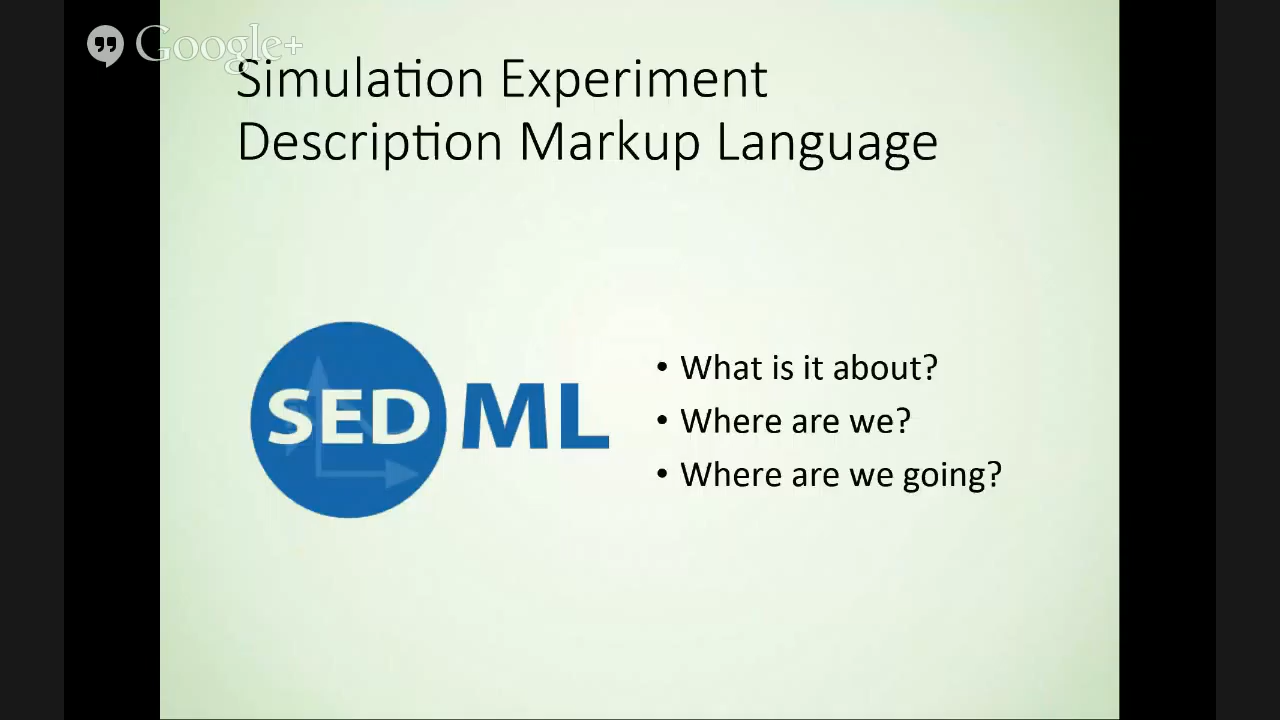 Google+
Simulation Experiment
Description Markup Language
SED ML
• What is it about?
• Where are we?
• Where are we going?